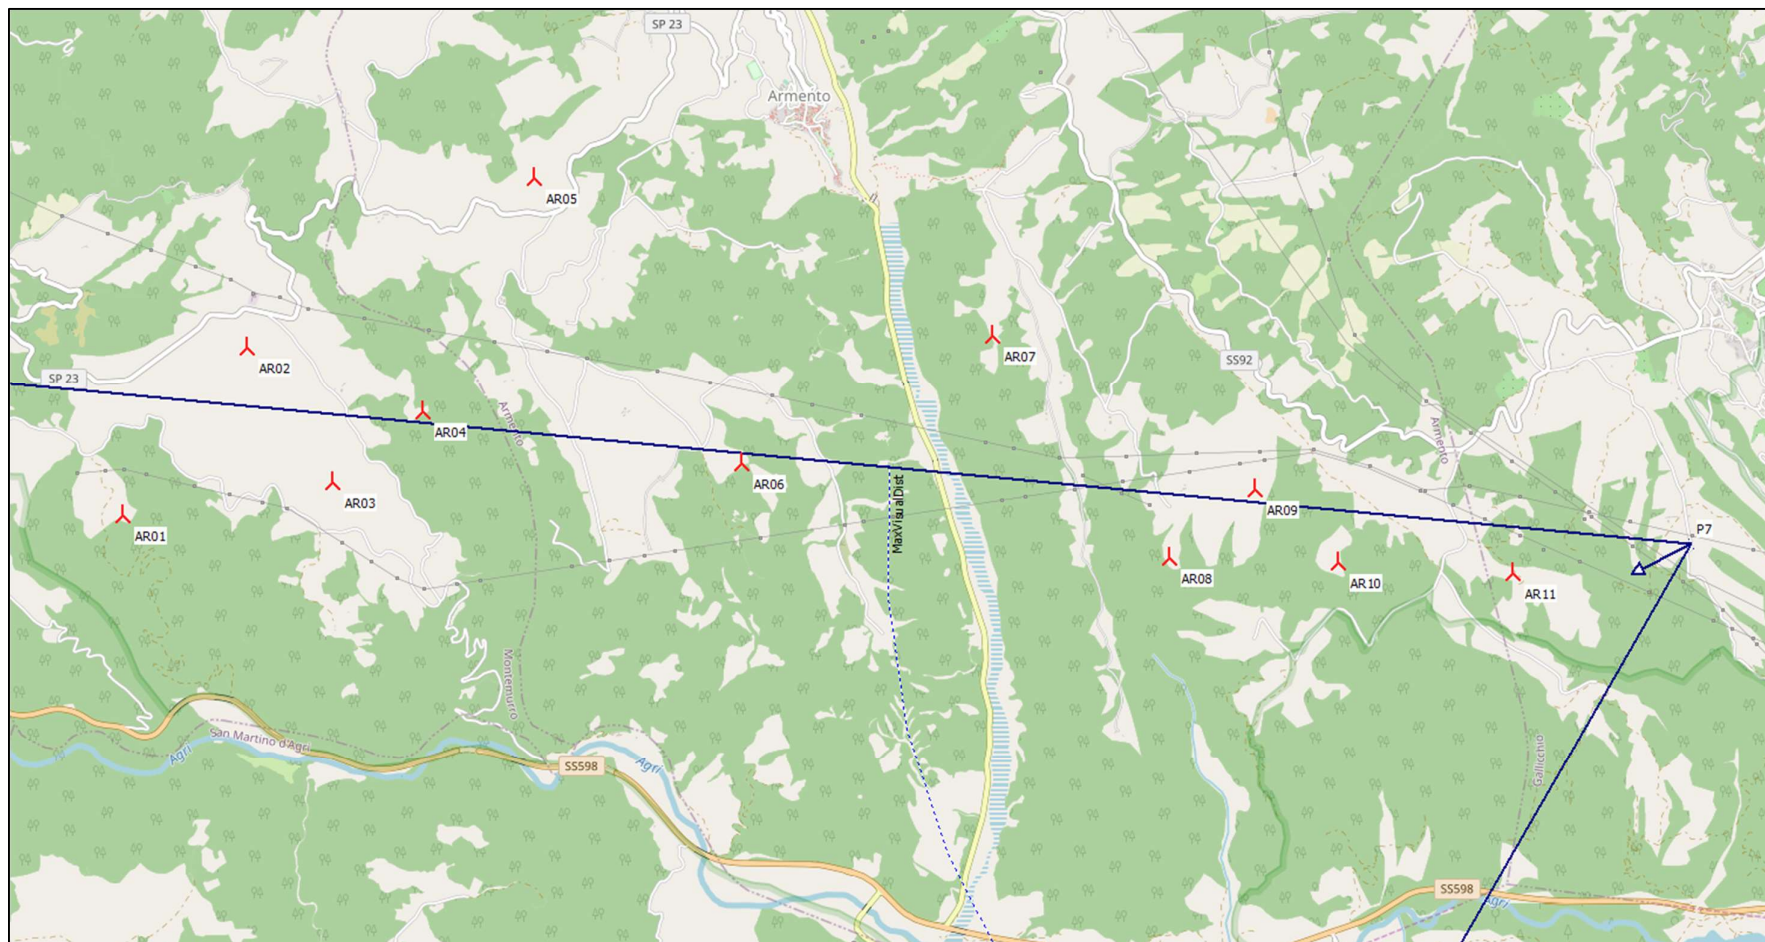 SP 23
Armento
AR05
AR07
SS92
AR02
SP 23
AR04
Armento
Armento
AR03
AR06
MaxVisualDist
AR09
AR01
P7
AR08
AR10
AR11
Montemurro
San Martino d'Agri
Agri
SS598
Agri
Gallicchio
SS598
Agri